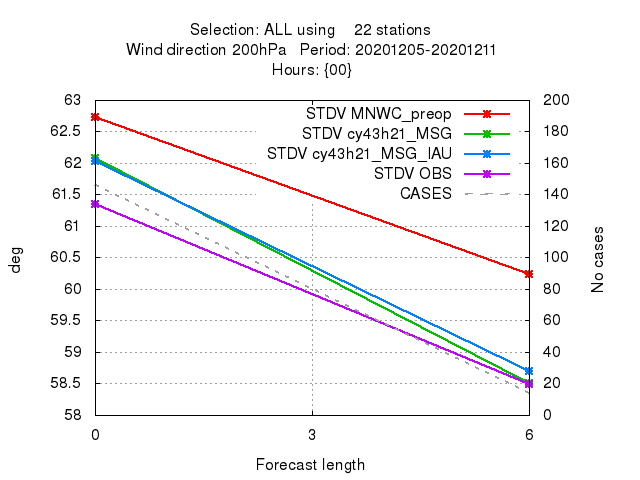 Selection: ALL using    22 stations
Wind direction 200hPa   Period: 20201205-20201211
Hours: {00}
STDV MNWC_preop
STDV cy43h21_MSG
STDV cy43h21_MSG_IAU
STDV OBS
CASES
63
62.5
62
61.5
61
60.5
60
59.5
59
58.5
58
deg
200
180
160
140
120
100
80
60
40
20
0
No cases
0 3 6
Forecast length